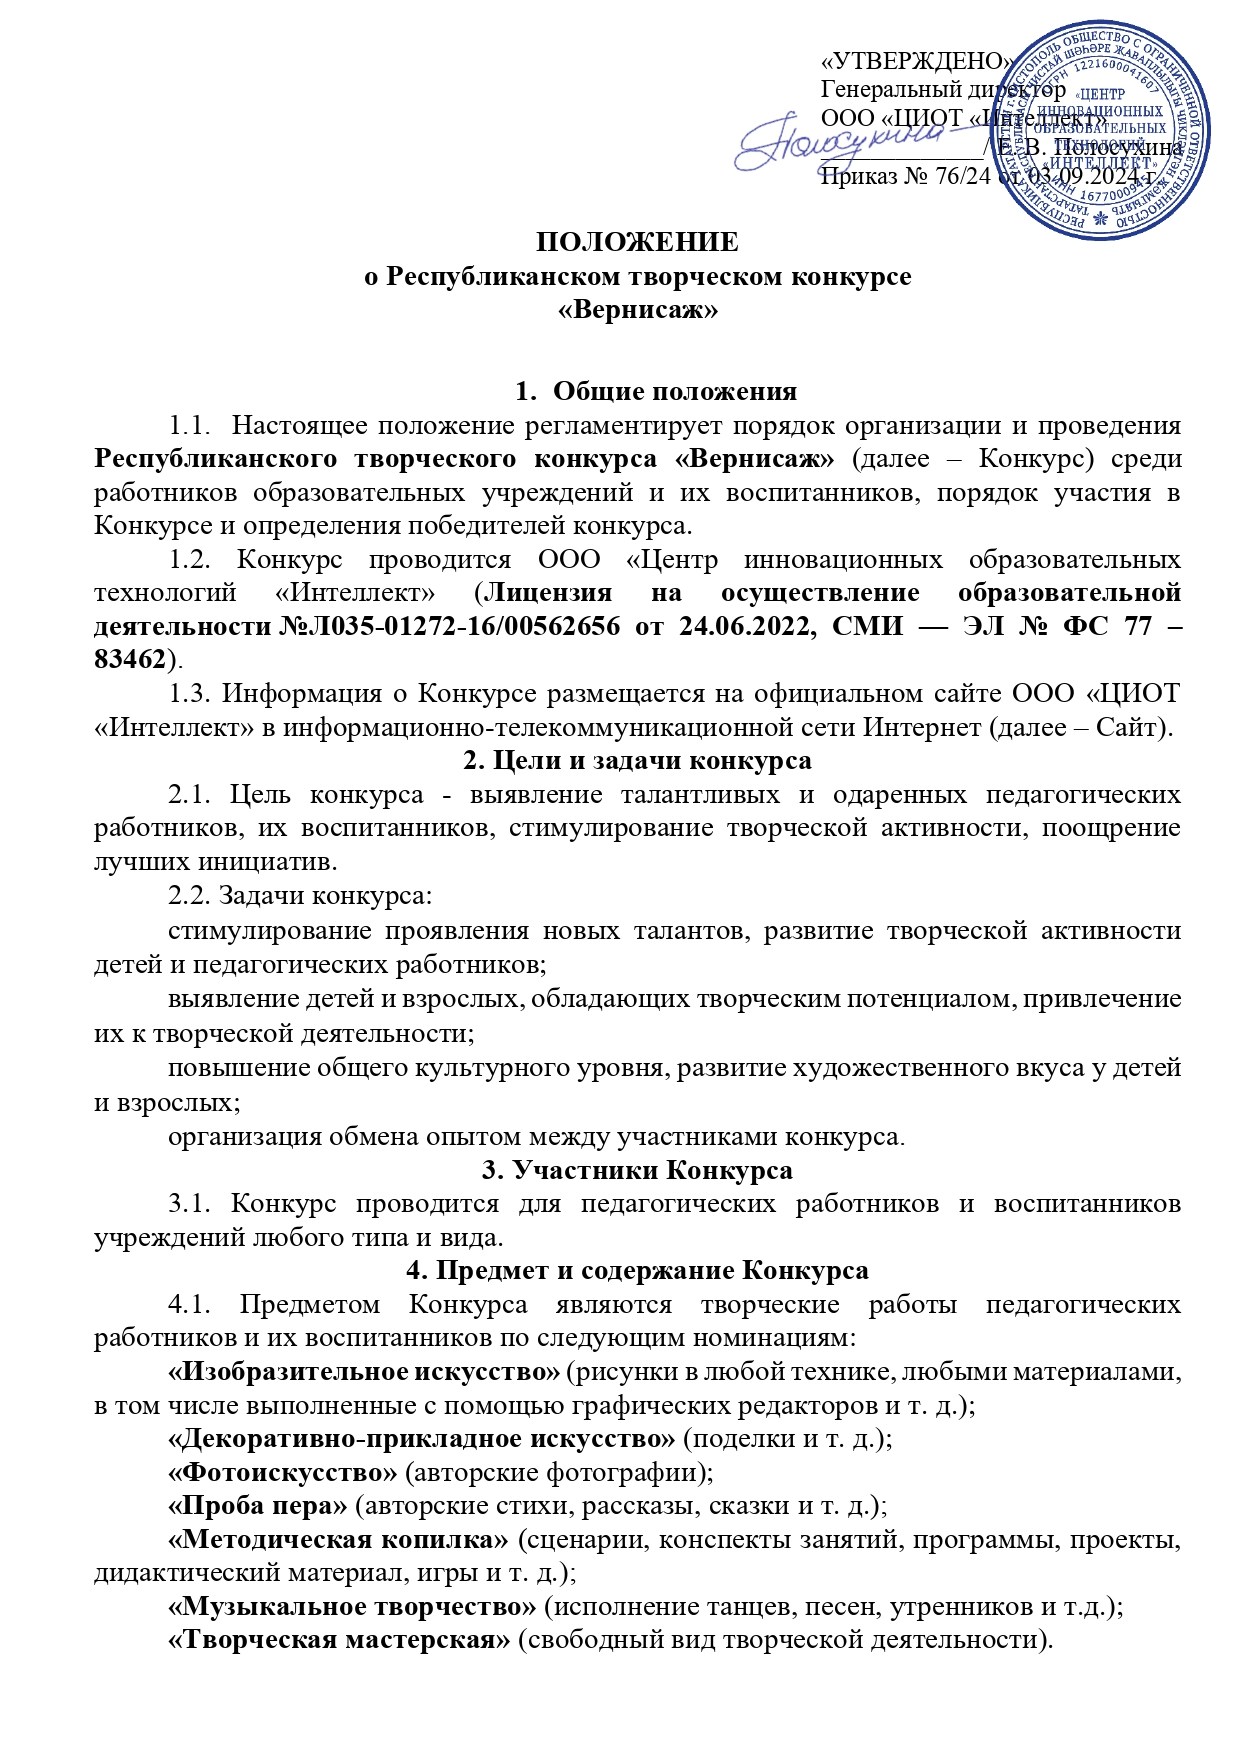 «УТВЕРЖДЕНО»
Генеральный директор
ООО «ЦИОТ «Интеллект»
/ Е. В. Полосухина
Приказ № 76/24 от 03.09.2024 г.
Полосухина
«ЦЕНТР
ИННОВАЦИОННЫХ
ОБРАЗОВАТЕЛЬНЫХ
ТЕХНОЛОГИЙ
«ИНТЕЛЛЕКТ»
ОГРН 1221600041607
ИНН 1677000945
ПОЛОЖЕНИЕ
о Республиканском творческом конкурсе
«Вернисаж»
1. Общие положения
1.1. Настоящее положение регламентирует порядок организации и проведения
Республиканского творческого конкурса «Вернисаж» (далее – Конкурс) среди
работников образовательных учреждений и их воспитанников, порядок участия в
Конкурсе и определения победителей конкурса.
1.2. Конкурс проводится ООО «Центр инновационных образовательных
технологий «Интеллект» (Лицензия на осуществление образовательной
деятельности №Л035-01272-16/00562656 от 24.06.2022, СМИ — ЭЛ № ФС 77 –
83462).
1.3. Информация о Конкурсе размещается на официальном сайте ООО «ЦИОТ
«Интеллект» в информационно-телекоммуникационной сети Интернет (далее – Сайт).
2. Цели и задачи конкурса
2.1. Цель конкурса - выявление талантливых и одаренных педагогических
работников, их воспитанников, стимулирование творческой активности, поощрение
лучших инициатив.
2.2. Задачи конкурса:
стимулирование проявления новых талантов, развитие творческой активности
детей и педагогических работников;
выявление детей и взрослых, обладающих творческим потенциалом, привлечение
их к творческой деятельности;
повышение общего культурного уровня, развитие художественного вкуса у детей
и взрослых;
организация обмена опытом между участниками конкурса.
3. Участники Конкурса
3.1. Конкурс проводится для педагогических работников и воспитанников
учреждений любого типа и вида.
4. Предмет и содержание Конкурса
4.1. Предметом Конкурса являются творческие работы педагогических
работников и их воспитанников по следующим номинациям:
«Изобразительное искусство» (рисунки в любой технике, любыми материалами,
в том числе выполненные с помощью графических редакторов и т. д.);
«Декоративно-прикладное искусство» (поделки и т. д.);
«Фотоискусство» (авторские фотографии);
«Проба пера» (авторские стихи, рассказы, сказки и т. д.);
«Методическая копилка» (сценарии, конспекты занятий, программы, проекты,
дидактический материал, игры и т. д.);
«Музыкальное творчество» (исполнение танцев, песен, утренников и т.д.);
«Творческая мастерская» (свободный вид творческой деятельности).